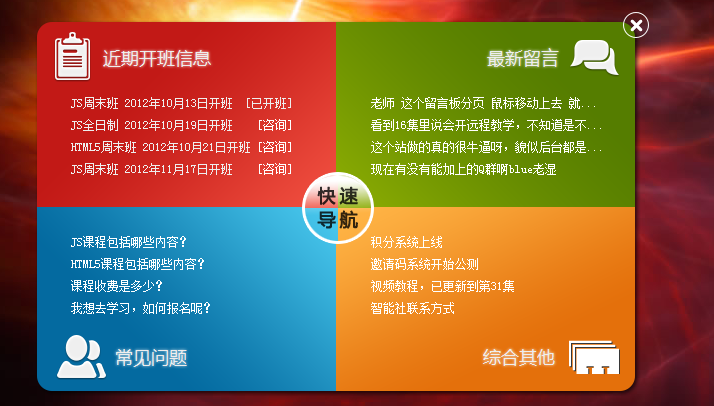 近期开班信息
JS周末班 2012年10月13日开班 [已开班]
JS全日制 2012年10月19日开班 [咨询]
HTML5周末班 2012年10月21日开班 [咨询]
JS周末班 2012年11月17日开班 [咨询]
最新留言
老师 这个留言板分页 鼠标移动上去 就...
看到16集里说会开远程教学，不知道是不...
这个站做的真的很牛逼呀，貌似后台都是...
现在有没有能加上的Q群啊blue老湿
快速
导航
JS课程包括哪些内容？
HTML5课程包括哪些内容？
课程收费是多少？
我想去学习，如何报名呢？
常见问题
积分系统上线
邀请码系统开始公测
视频教程，已更新到第31集
智能社联系方式
综合其他